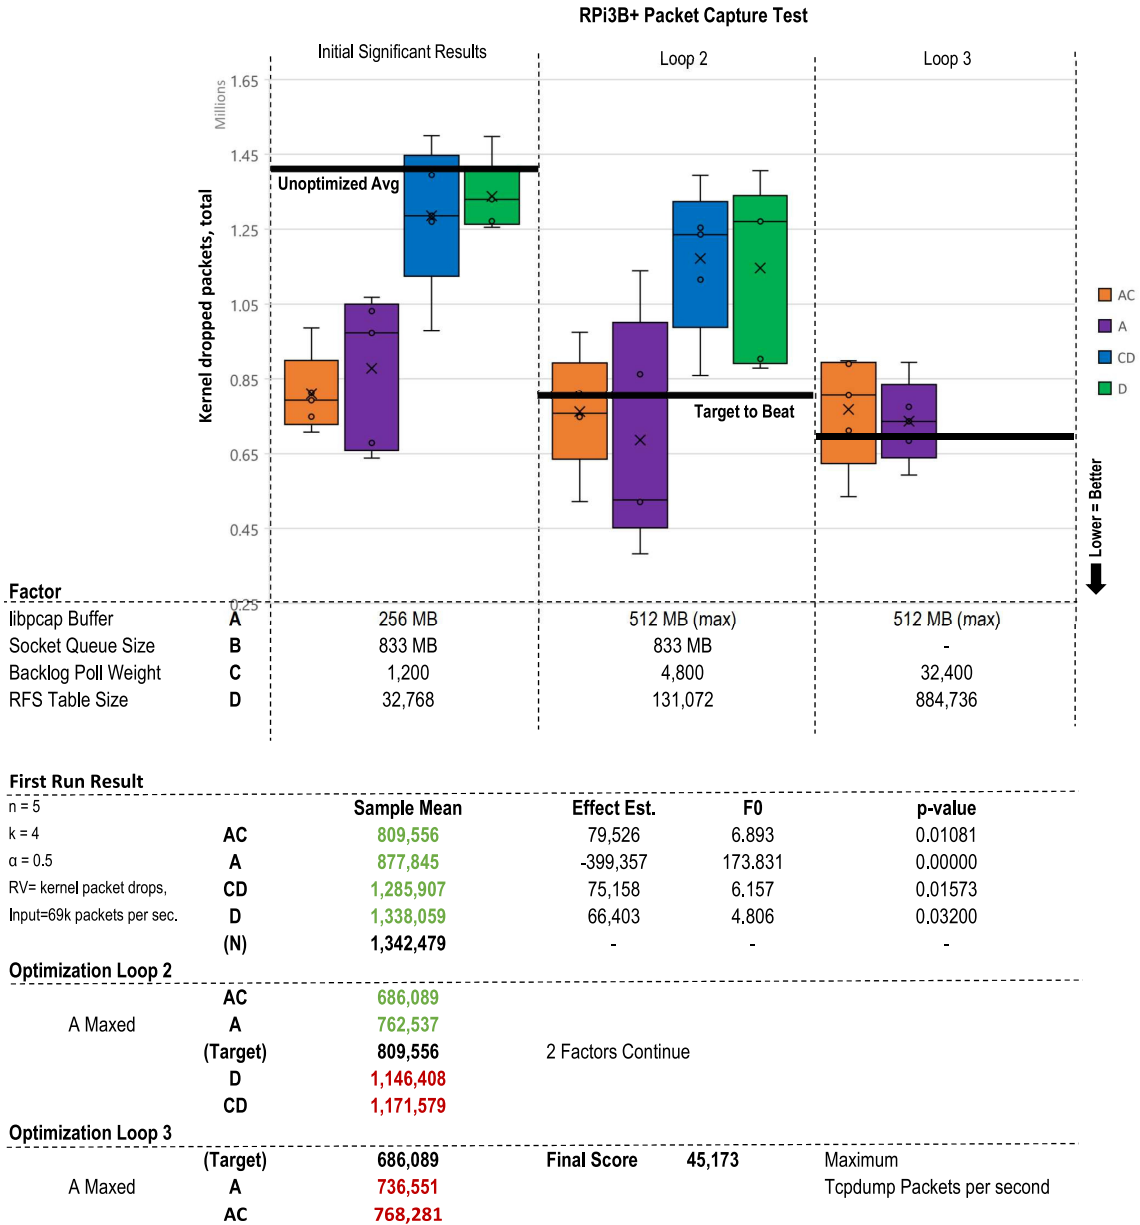 RPi3B+ Packet Capture Test
Initial Significant Results
Loop 2
Loop 3
Millions
Kernel dropped packets, total
1.65
1.45
1.25
1.05
0.85
0.65
0.45
0.25
Unoptimized Avg
Target to Beat
AC
A
CD
D
Lower = Better
Factor
libpcap Buffer A 256 MB 512 MB (max) 512 MB (max)
Socket Queue Size B 833 MB 833 MB -
Backlog Poll Weight C 1,200 4,800 32,400
RFS Table Size D 32,768 131,072 884,736
First Run Result
n = 5 Sample Mean Effect Est. F0 p-value
k = 4 AC 809,556 79,526 6.893 0.01081
α = 0.5 A 877,845 -399,357 173.831 0.00000
RV= kernel packet drops, CD 1,285,907 75,158 6.157 0.01573
Input=69k packets per sec. D 1,338,059 66,403 4.806 0.03200
(N) 1,342,479 - - -
Optimization Loop 2
AC 686,089
A Maxed A 762,537
(Target) 809,556 2 Factors Continue
D 1,146,408
CD 1,171,579
Optimization Loop 3
(Target) 686,089 Final Score 45,173 Maximum
A Maxed A 736,551 Tcpdump Packets per second
AC 768,281